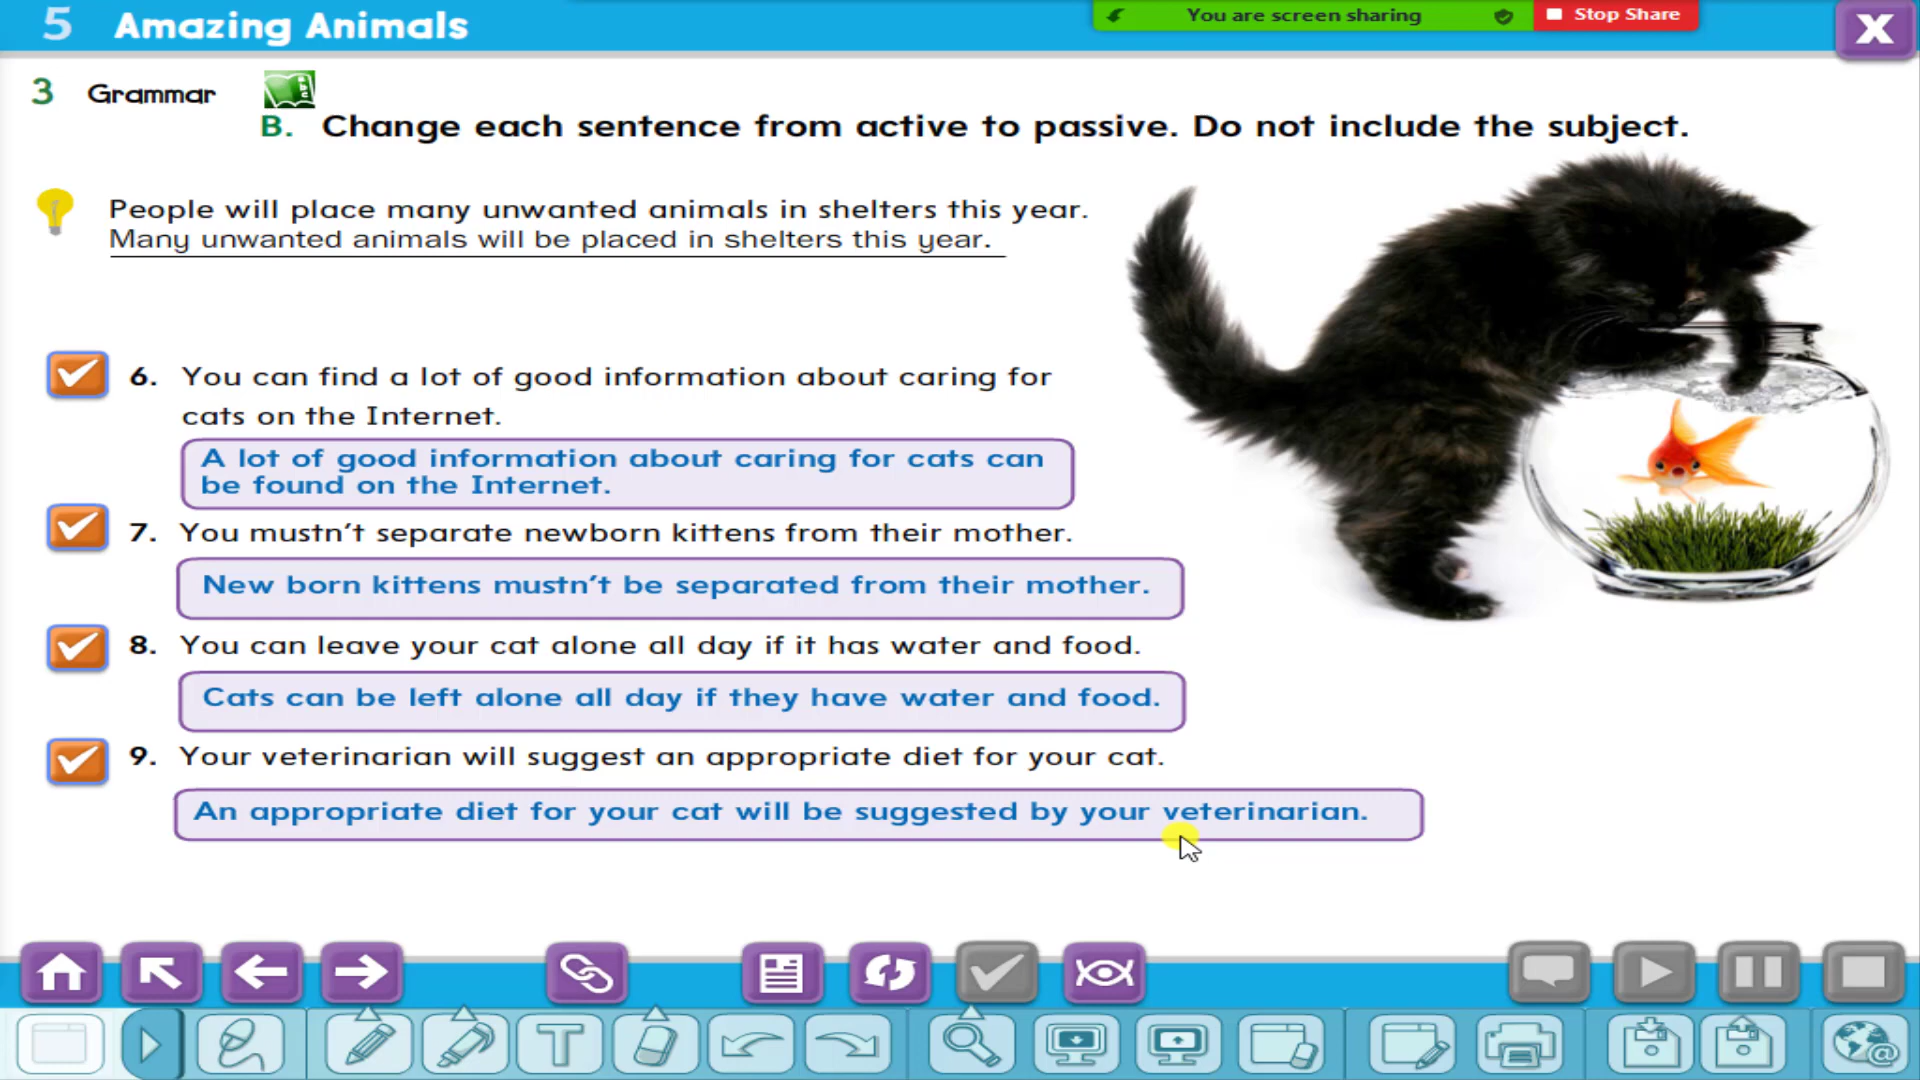 5 Amazing Animals
You are screen sharing
Stop Share
X
3 Grammar
B. Change each sentence from active to passive. Do not include the subject.
People will place many unwanted animals in shelters this year.
Many unwanted animals will be placed in shelters this year.
6. You can find a lot of good information about caring for
cats on the Internet.
A lot of good information about caring for cats can
be found on the Internet.
7. You mustn't separate newborn kittens from their mother.
New born kittens mustn't be separated from their mother.
8. You can leave your cat alone all day if it has water and food.
Cats can be left alone all day if they have water and food.
9. Your veterinarian will suggest an appropriate diet for your cat.
An appropriate diet for your cat will be suggested by your veterinarian.
T
@